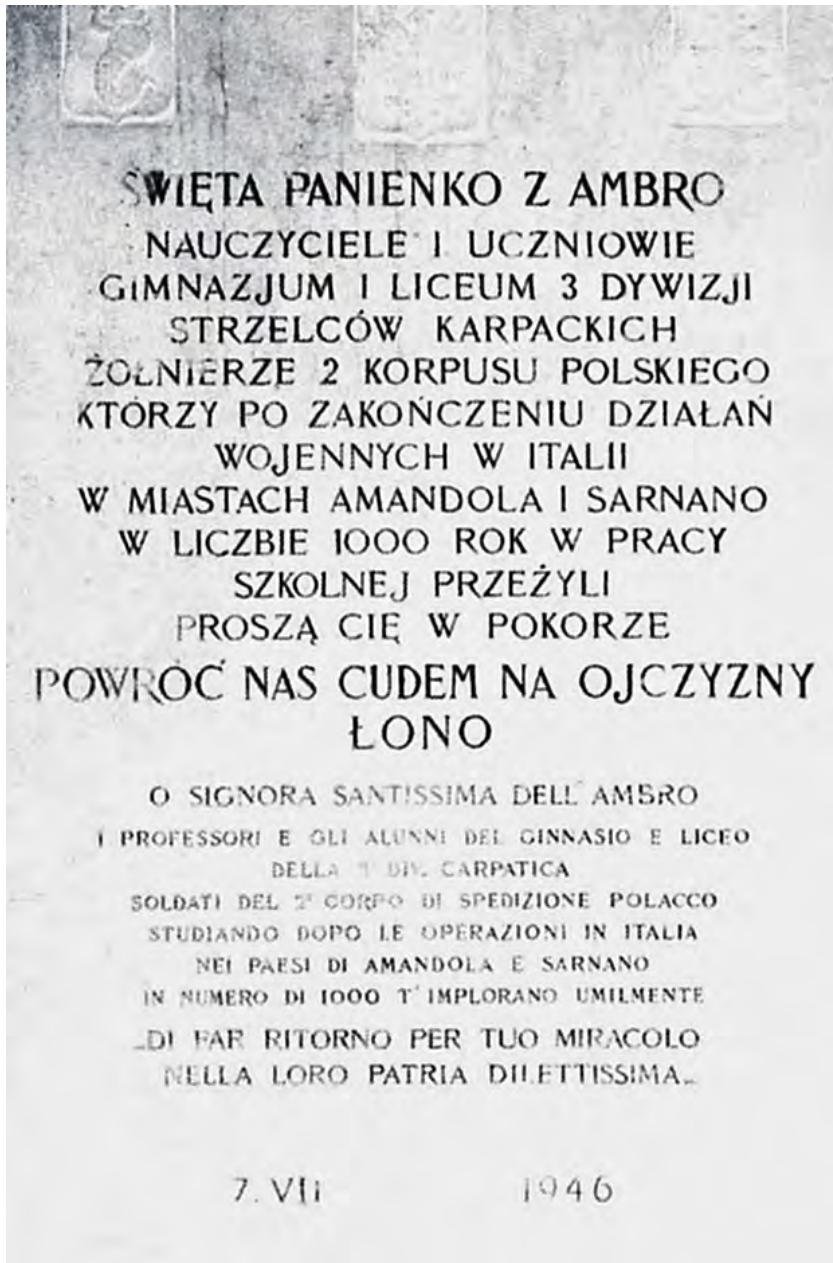 ŚWIĘTA PANIENKO Z AMBRO
NAUCZYCIELE I UCZNIOWIE
GIMNAZJUM I LICEUM 3 DYWIZJI
STRZELCÓW KARPACKICH
ŻOŁNIERZE 2 KORPUSU POLSKIEGO
KTÓRZY PO ZAKOŃCZENIU DZIAŁAŃ
WOJENNYCH W ITALII
W MIASTACH AMANDOLA I SARNANO
W LICZBIE 1000 ROK W PRACY
SZKOLNEJ PRZEŻYLI
PROSZĄ CIĘ W POKORZE
POWRÓĆ NAS CUDEM NA OJCZYZNY
ŁONO
O SIGNORA SANTISSIMA DELL'AMBRO
I PROFESSORI E GLI ALUNNI DEL GINNASIO E LICEO
DELLA DIV. CARPATICA
SOLDATI DEL 2° CORPO DI SPEDIZIONE POLACCO
STUDIANDO DOPO LE OPERAZIONI IN ITALIA
NEI PAESI DI AMANDOLA E SARNANO
IN NUMERO DI 1000 T'IMPLORANO UMILMENTE
„DI FAR RITORNO PER TUO MIRACOLO
NELLA LORO PATRIA DILETTISSIMA„
7. VII 1946